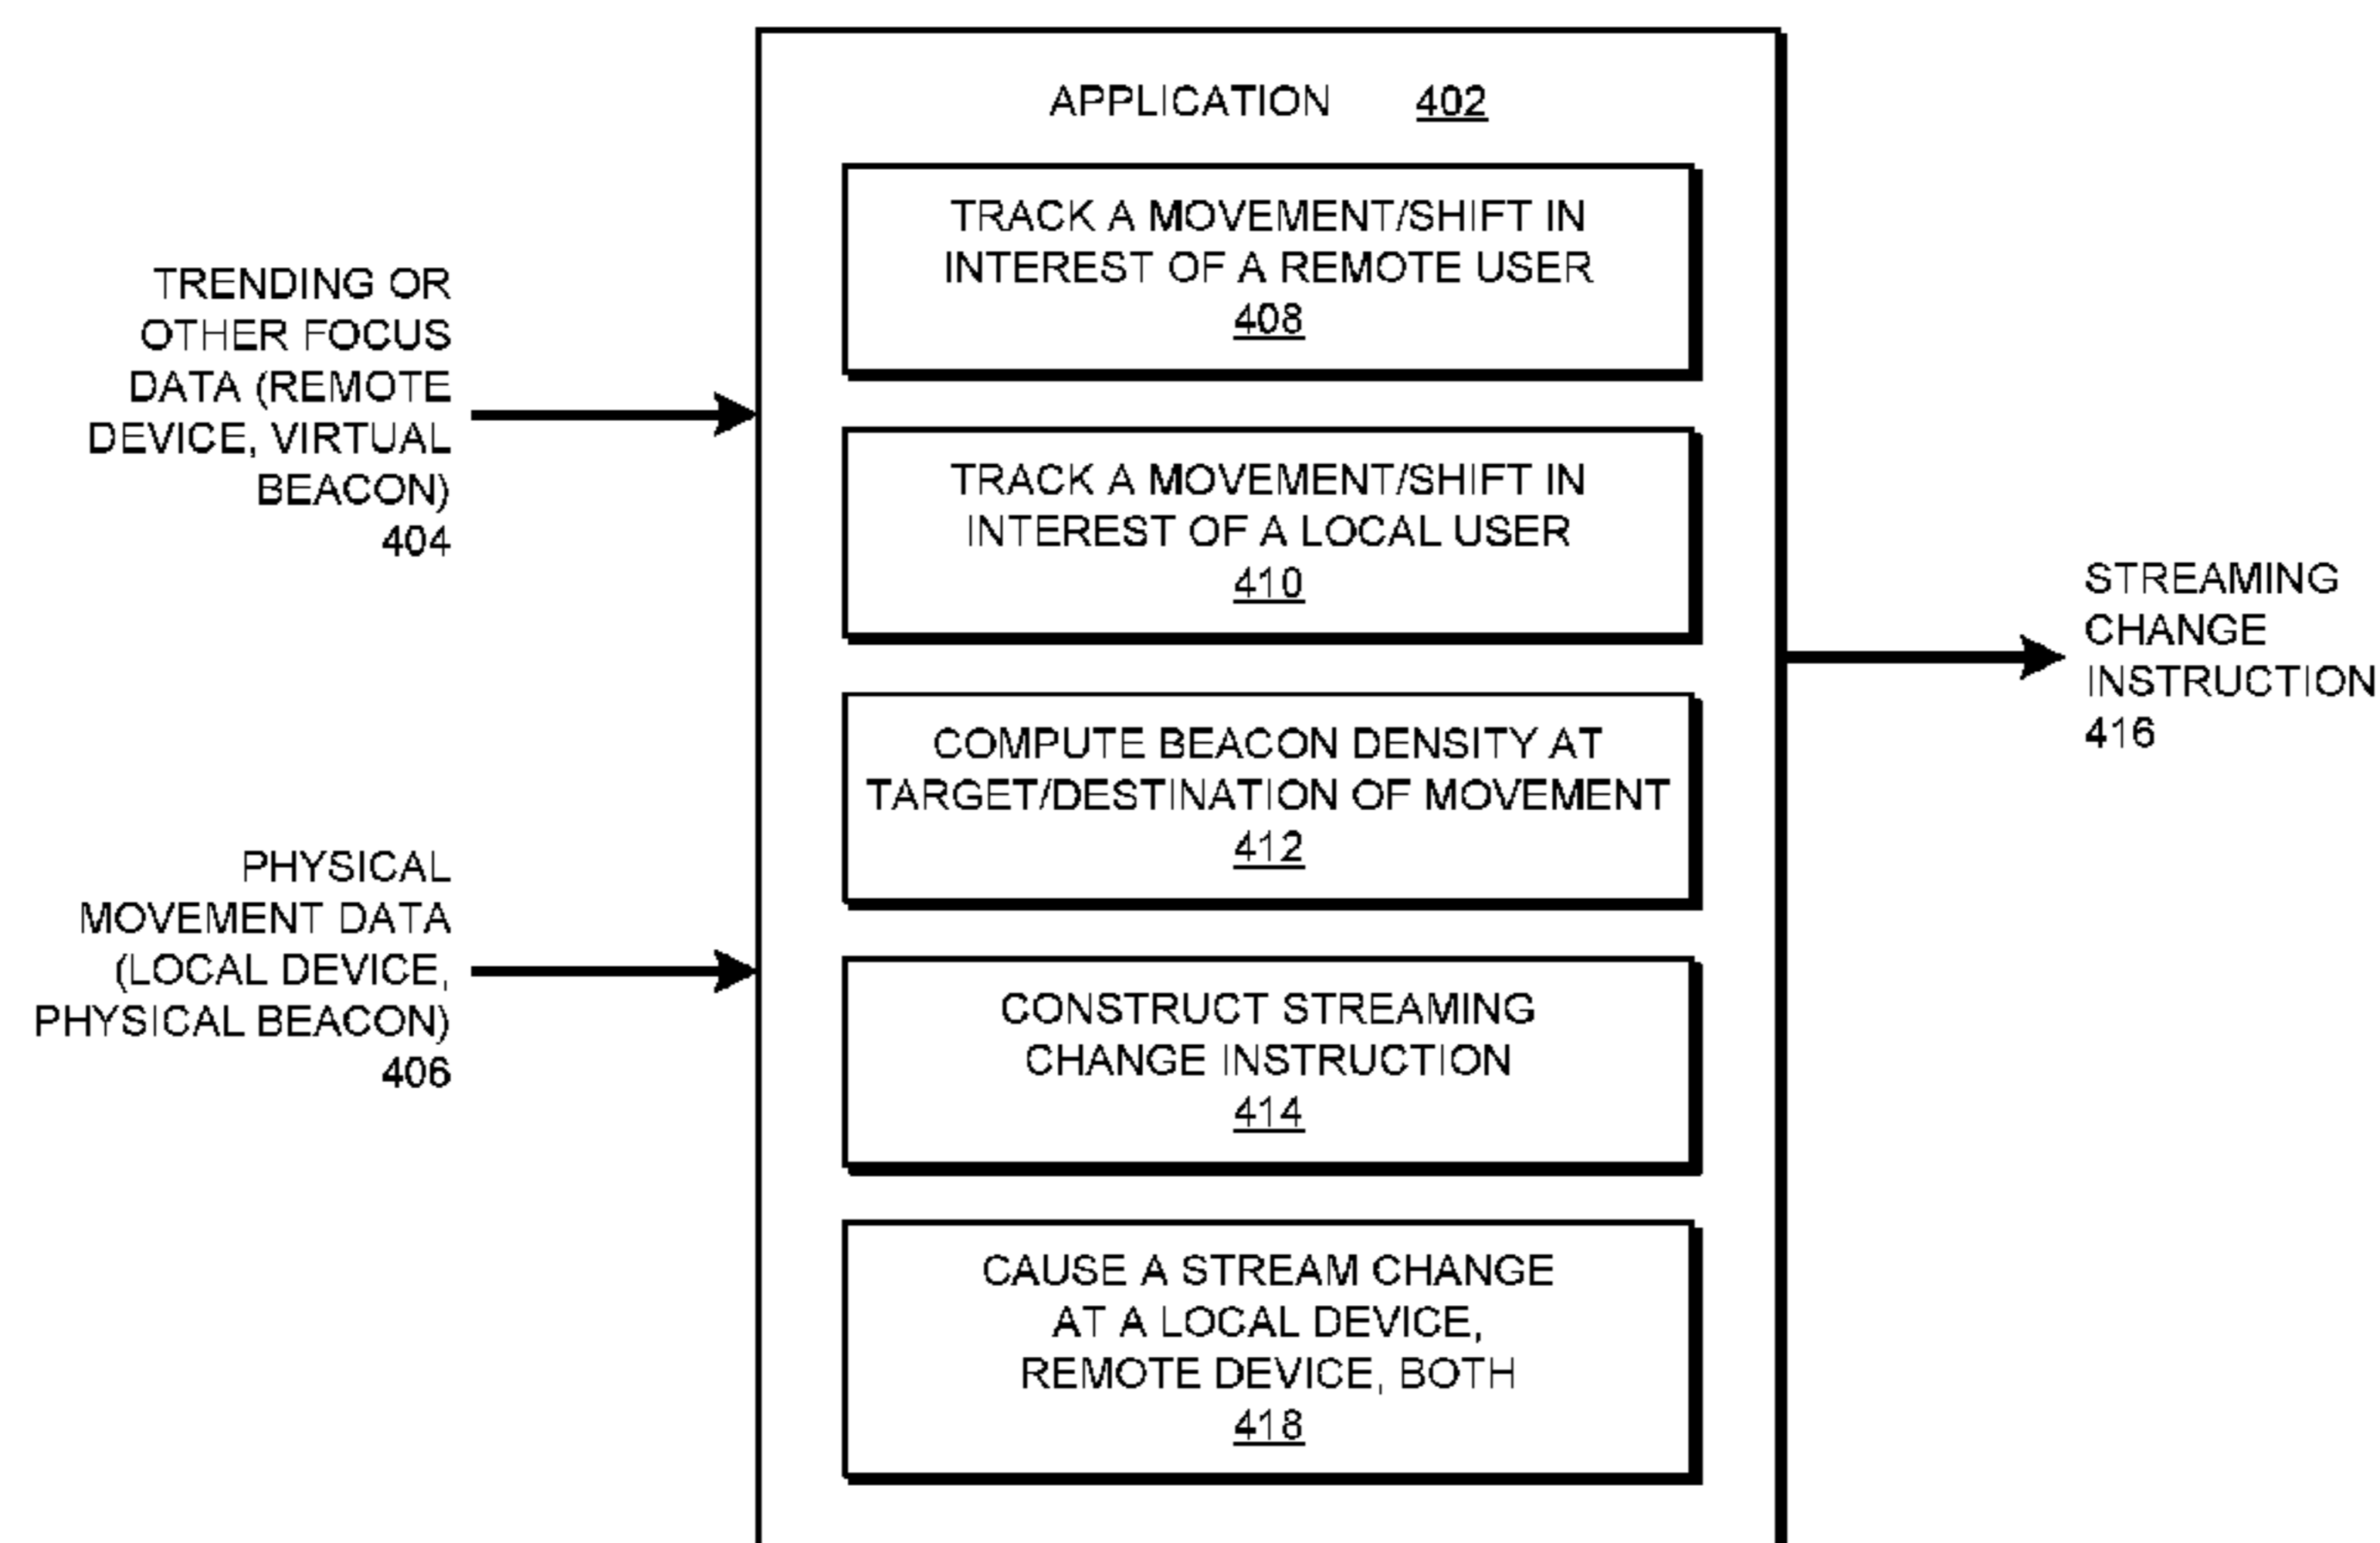 APPLICATION 402
TRENDING OR
OTHER FOCUS
DATA (REMOTE
DEVICE, VIRTUAL
BEACON)
404
PHYSICAL
MOVEMENT DATA
(LOCAL DEVICE,
PHYSICAL BEACON)
406
TRACK A MOVEMENT/SHIFT IN
INTEREST OF A REMOTE USER
408
TRACK A MOVEMENT/SHIFT IN
INTEREST OF A LOCAL USER
410
COMPUTE BEACON DENSITY AT
TARGET/DESTINATION OF MOVEMENT
412
CONSTRUCT STREAMING
CHANGE INSTRUCTION
414
CAUSE A STREAM CHANGE
AT A LOCAL DEVICE,
REMOTE DEVICE, BOTH
418
STREAMING
CHANGE
INSTRUCTION
416